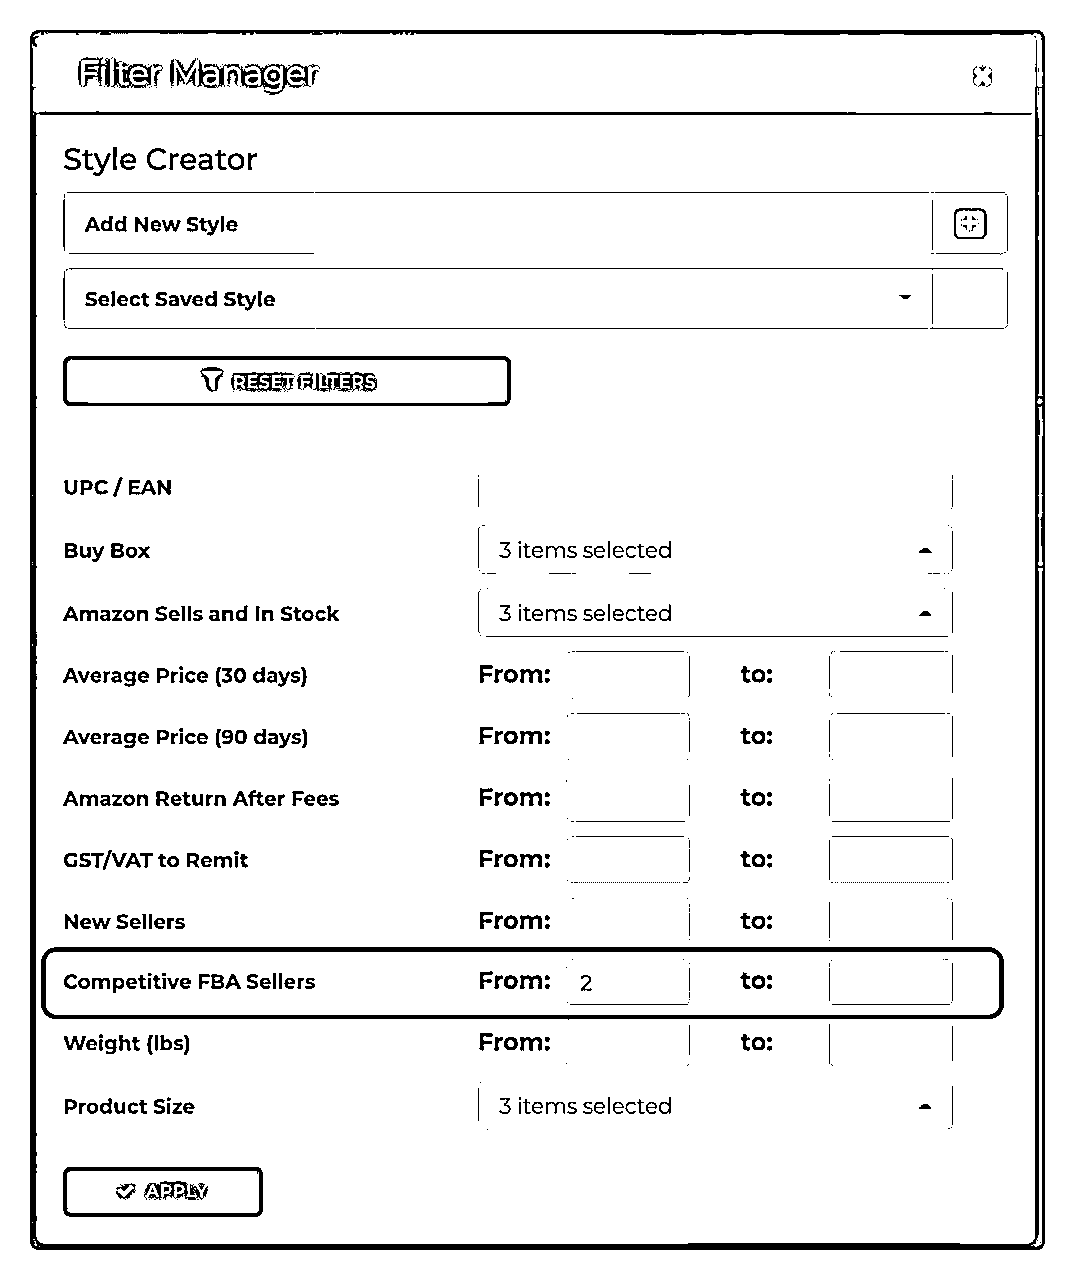 Filter Manager
Style Creator
Add New Style
Select Saved Style
RESET FILTERS
UPC / EAN
Buy Box 3 items selected
Amazon Sells and In Stock 3 items selected
Average Price (30 days) From: to:
Average Price (90 days) From: to:
Amazon Return After Fees From: to:
GST/VAT to Remit From: to:
New Sellers From: to:
Competitive FBA Sellers From: 2 to:
Weight (lbs) From: to:
Product Size 3 items selected
APPLY